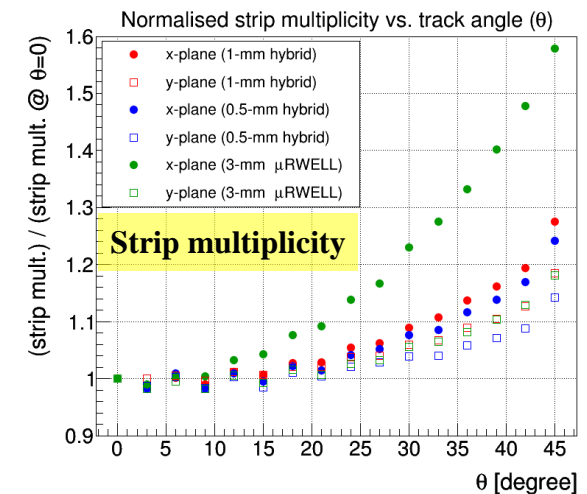 Normalised strip multiplicity vs. track angle (θ)
(strip mult.) / (strip mult. @ θ=0)
1.6
1.5
1.4
1.3
1.2
1.1
1
0.9
x-plane (1-mm hybrid)
y-plane (1-mm hybrid)
x-plane (0.5-mm hybrid)
y-plane (0.5-mm hybrid)
x-plane (3-mm μRWELL)
y-plane (3-mm μRWELL)
Strip multiplicity
0 5 10 15 20 25 30 35 40 45
θ [degree]